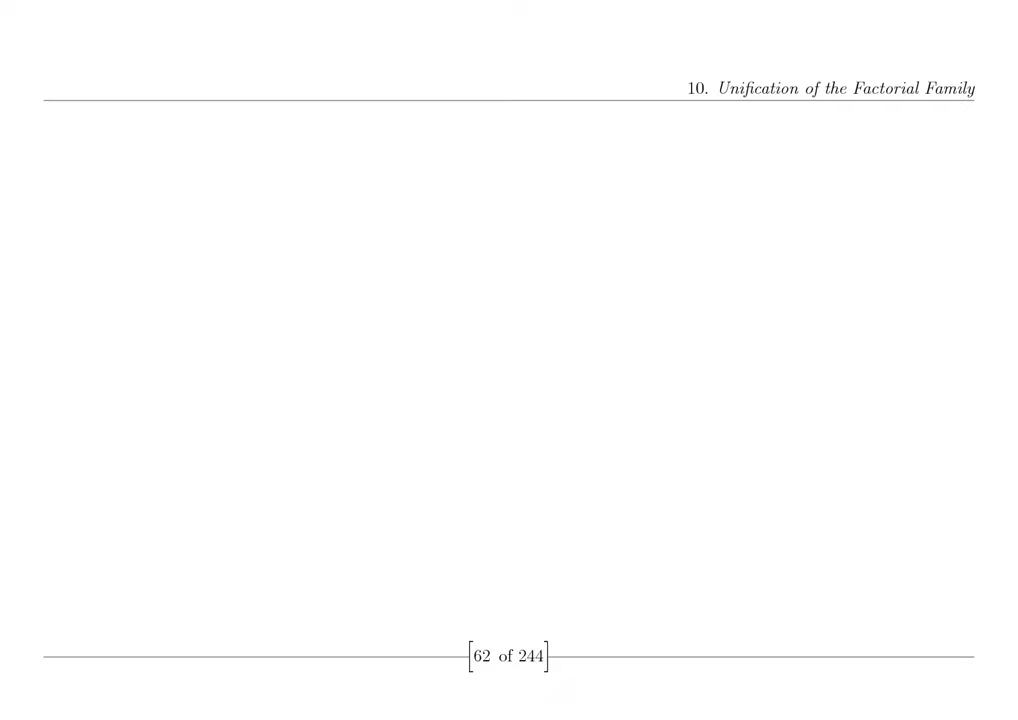 10. Unification of the Factorial Family
[62 of 244]